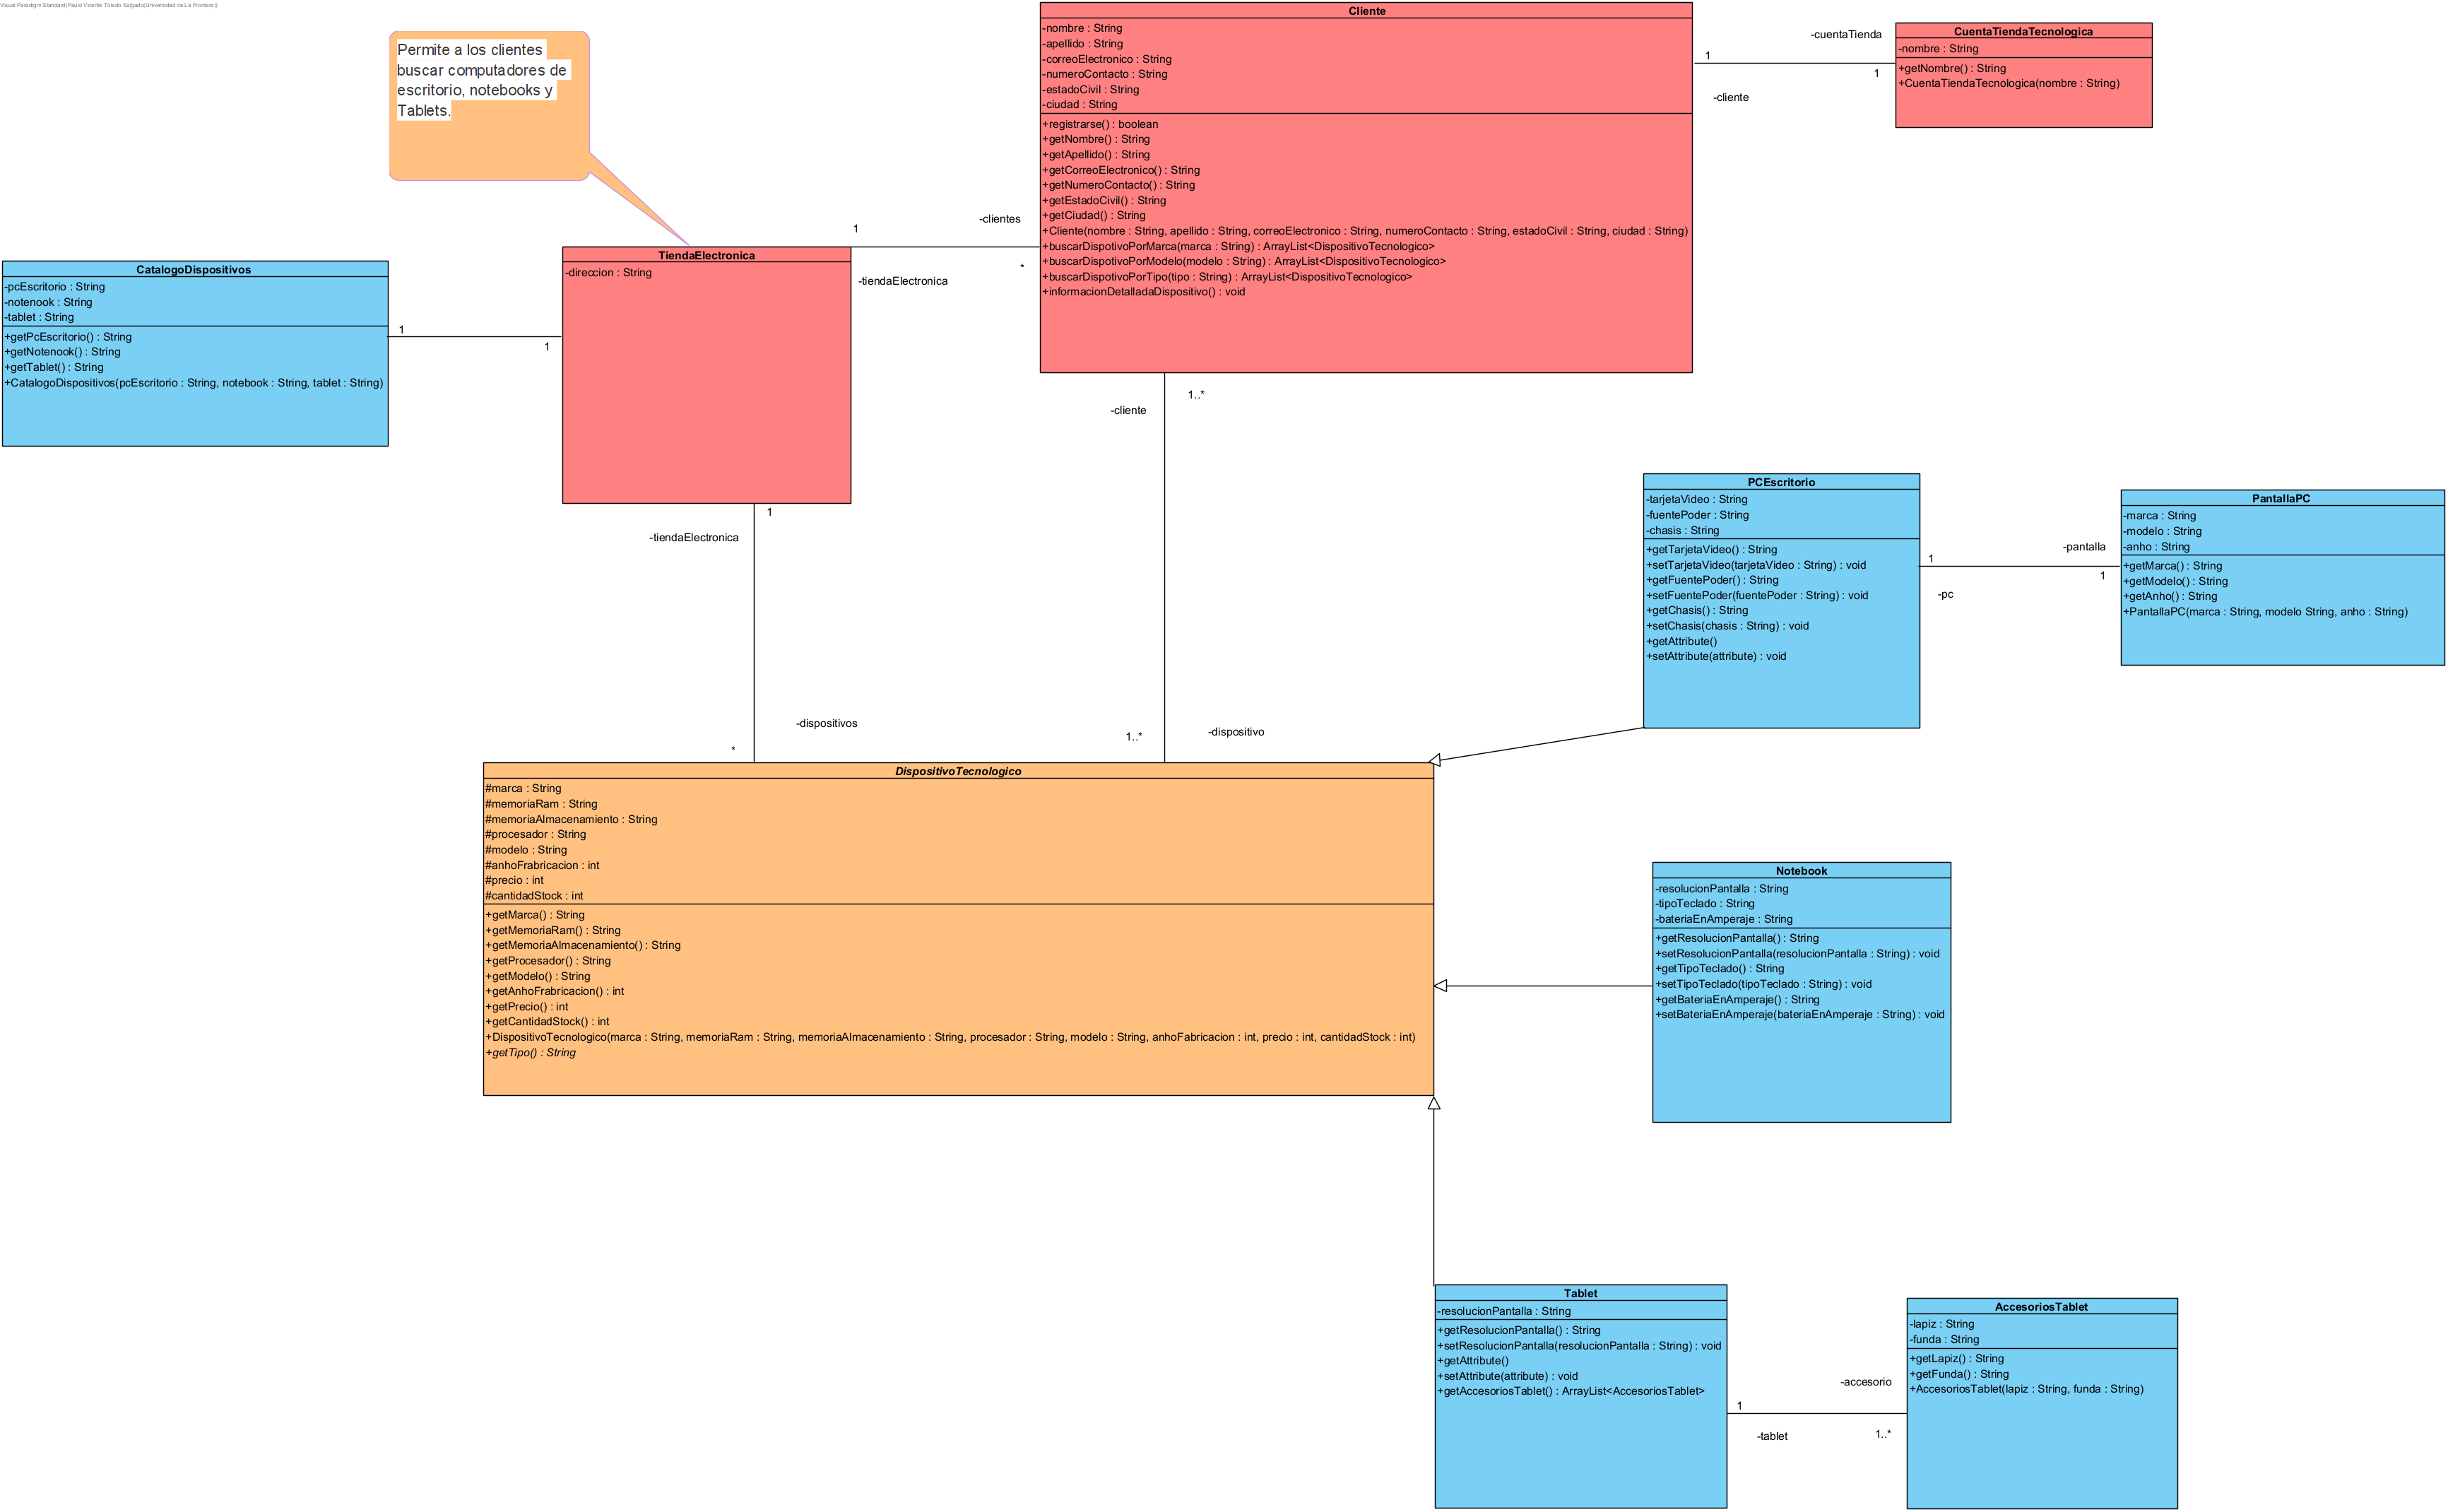 Visual Paradigm Standard(Paulo Vicente Toledo Salgado(Universidad de La Frontera))
Permite a los clientes
buscar computadores de
escritorio, notebooks y
Tablets.
Cliente
-nombre : String
-apellido : String
-correoElectronico : String
-numeroContacto : String
-estadoCivil : String
-ciudad : String
+registrarse() : boolean
+getNombre() : String
+getApellido() : String
+getCorreoElectronico() : String
+getNumeroContacto() : String
+getEstadoCivil() : String
+getCiudad() : String
+Cliente(nombre : String, apellido : String, correoElectronico : String, numeroContacto : String, estadoCivil : String, ciudad : String)
+buscarDispotivoPorMarca(marca : String) : ArrayList<DispositivoTecnologico>
+buscarDispotivoPorModelo(modelo : String) : ArrayList<DispositivoTecnologico>
+buscarDispotivoPorTipo(tipo : String) : ArrayList<DispositivoTecnologico>
+informacionDetalladaDispositivo() : void
-cuentaTienda
1
1
-cliente
CuentaTiendaTecnologica
-nombre : String
+getNombre() : String
+CuentaTiendaTecnologica(nombre : String)
-clientes
1
*
-tiendaElectronica
TiendaElectronica
-direccion : String
CatalogoDispositivos
-pcEscritorio : String
-notenook : String
-tablet : String
+getPcEscritorio() : String
+getNotenook() : String
+getTablet() : String
+CatalogoDispositivos(pcEscritorio : String, notebook : String, tablet : String)
1
1
1..*
-cliente
1
-tiendaElectronica
-dispositivos
*
1..*
-dispositivo
PCEscritorio
-tarjetaVideo : String
-fuentePoder : String
-chasis : String
+getTarjetaVideo() : String
+setTarjetaVideo(tarjetaVideo : String) : void
+getFuentePoder() : String
+setFuentePoder(fuentePoder : String) : void
+getChasis() : String
+setChasis(chasis : String) : void
+getAttribute()
+setAttribute(attribute) : void
-pantalla
1
1
-pc
PantallaPC
-marca : String
-modelo : String
-anho : String
+getMarca() : String
+getModelo() : String
+getAnho() : String
+PantallaPC(marca : String, modelo String, anho : String)
DispositivoTecnologico
#marca : String
#memoriaRam : String
#memoriaAlmacenamiento : String
#procesador : String
#modelo : String
#anhoFrabricacion : int
#precio : int
#cantidadStock : int
+getMarca() : String
+getMemoriaRam() : String
+getMemoriaAlmacenamiento() : String
+getProcesador() : String
+getModelo() : String
+getAnhoFrabricacion() : int
+getPrecio() : int
+getCantidadStock() : int
+DispositivoTecnologico(marca : String, memoriaRam : String, memoriaAlmacenamiento : String, procesador : String, modelo : String, anhoFabricacion : int, precio : int, cantidadStock : int)
+getTipo() : String
Notebook
-resolucionPantalla : String
-tipoTeclado : String
-bateriaEnAmperaje : String
+getResolucionPantalla() : String
+setResolucionPantalla(resolucionPantalla : String) : void
+getTipoTeclado() : String
+setTipoTeclado(tipoTeclado : String) : void
+getBateriaEnAmperaje() : String
+setBateriaEnAmperaje(bateriaEnAmperaje : String) : void
Tablet
-resolucionPantalla : String
+getResolucionPantalla() : String
+setResolucionPantalla(resolucionPantalla : String) : void
+getAttribute()
+setAttribute(attribute) : void
+getAccesoriosTablet() : ArrayList<AccesoriosTablet>
-accesorio
1
-tablet
1..*
AccesoriosTablet
-lapiz : String
-funda : String
+getLapiz() : String
+getFunda() : String
+AccesoriosTablet(lapiz : String, funda : String)